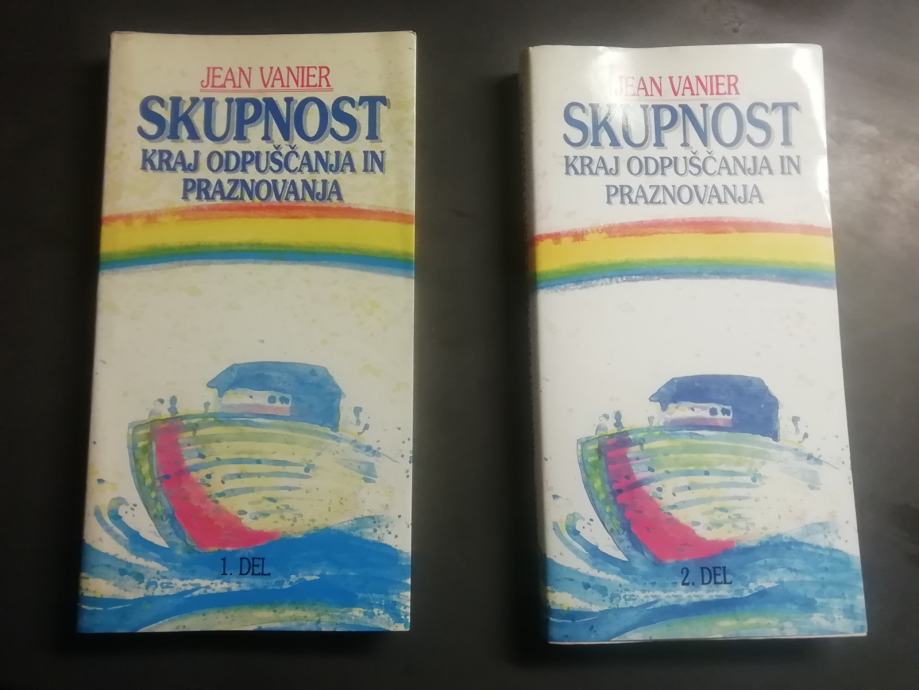 JEAN VANIER
SKUPNOST
KRAJ ODPUŠČANJA IN
PRAZNOVANJA
1. DEL
JEAN VANIER
SKUPNOST
KRAJ ODPUŠČANJA IN
PRAZNOVANJA
2. DEL